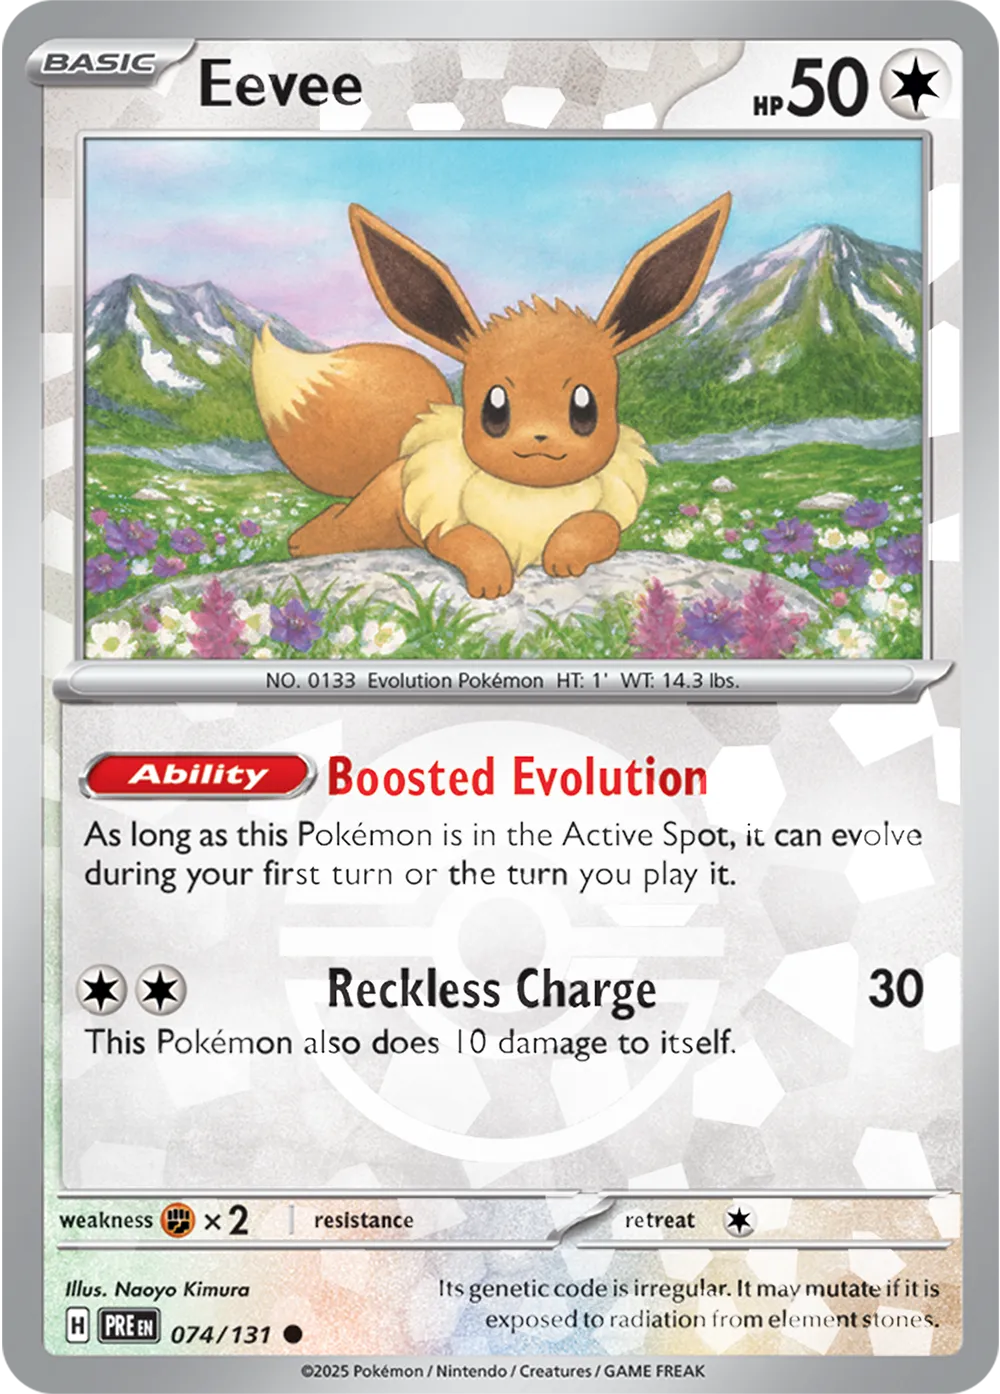 BASIC
Eevee
HP 50
NO. 0133 Evolution Pokémon HT: 1' WT: 14.3 lbs.
Ability Boosted Evolution
As long as this Pokémon is in the Active Spot, it can evolve
during your first turn or the turn you play it.
Reckless Charge 30
This Pokémon also does 10 damage to itself.
weakness ×2 resistance retreat
Illus. Naoyo Kimura
Its genetic code is irregular. It may mutate if it is
exposed to radiation from element stones.
H PRE EN 074/131
©2025 Pokémon / Nintendo / Creatures / GAME FREAK